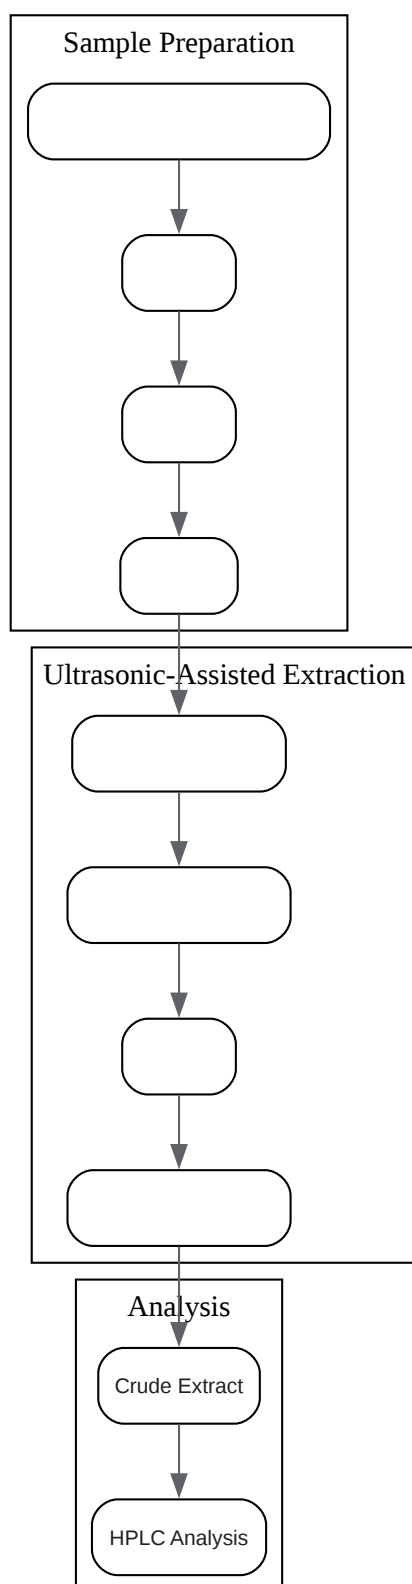 Sample Preparation
Ultrasonic-Assisted Extraction
Analysis
Crude Extract
HPLC Analysis